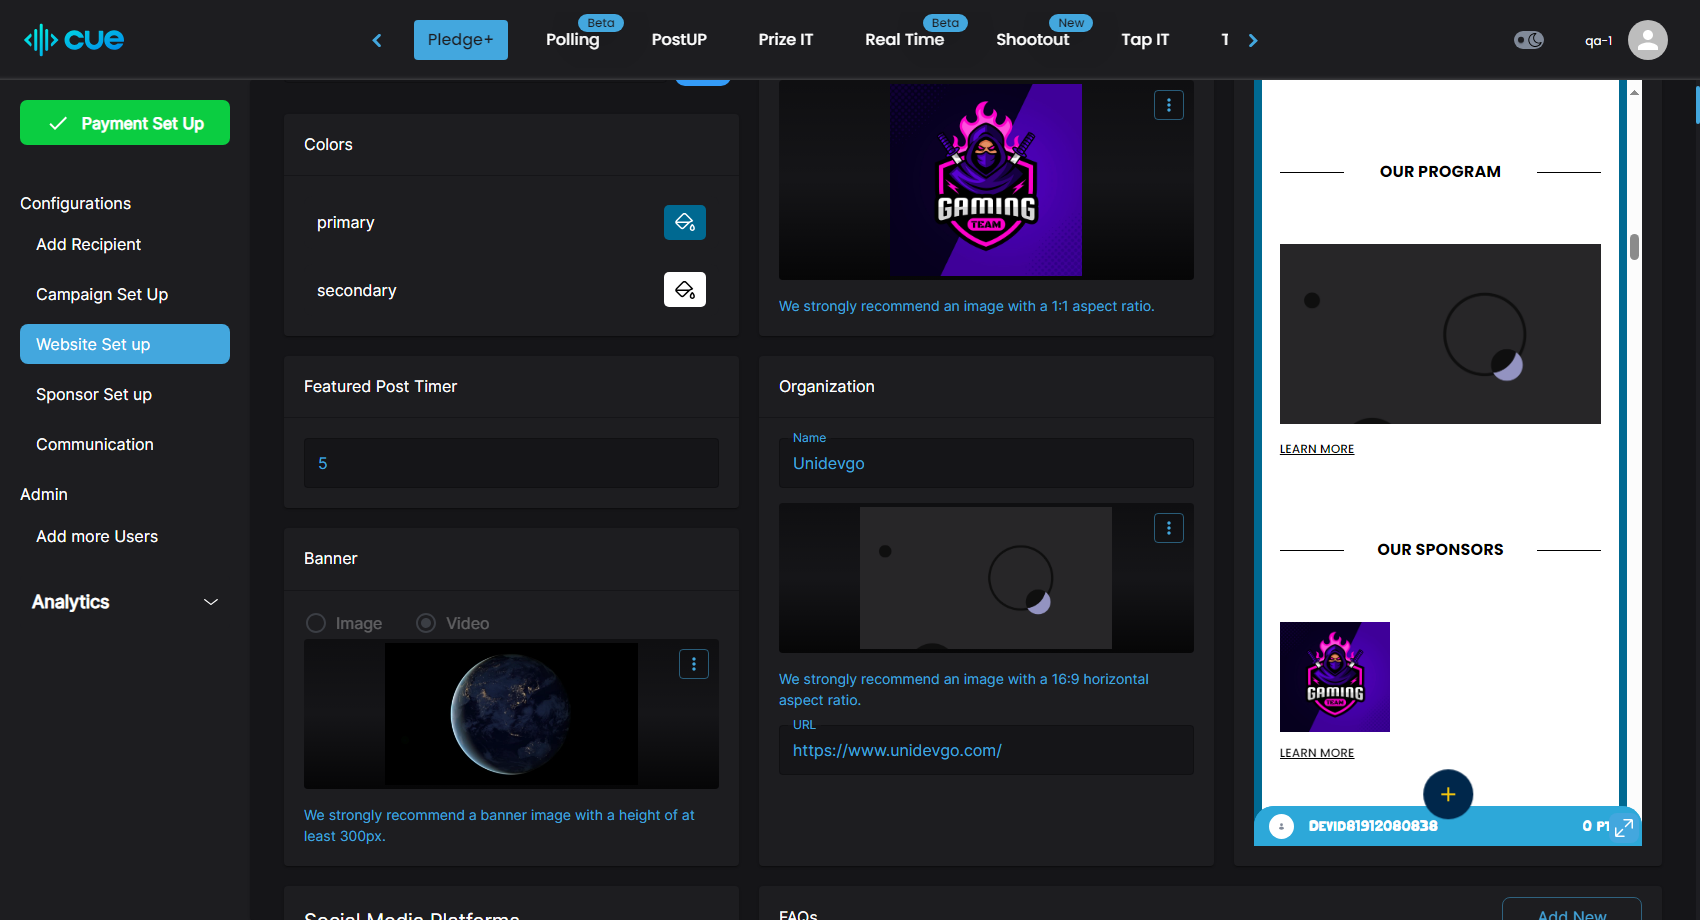 cue
Pledge+
Beta
Polling
PostUP
Prize IT
Beta
Real Time
New
Shootout
Tap IT
qa-1
Payment Set Up
Configurations
Add Recipient
Campaign Set Up
Website Set up
Sponsor Set up
Communication
Admin
Add more Users
Analytics
Colors
primary
secondary
Featured Post Timer
5
Banner
Image
Video
We strongly recommend a banner image with a height of at
least 300px.
Social Media Platforms
GAMING
TEAM
We strongly recommend an image with a 1:1 aspect ratio.
Organization
Name
Unidevgo
We strongly recommend an image with a 16:9 horizontal
aspect ratio.
URL
https://www.unidevgo.com/
FAQs
Add New
OUR PROGRAM
LEARN MORE
OUR SPONSORS
GAMING
TEAM
LEARN MORE
Devid81912080838
0 PT